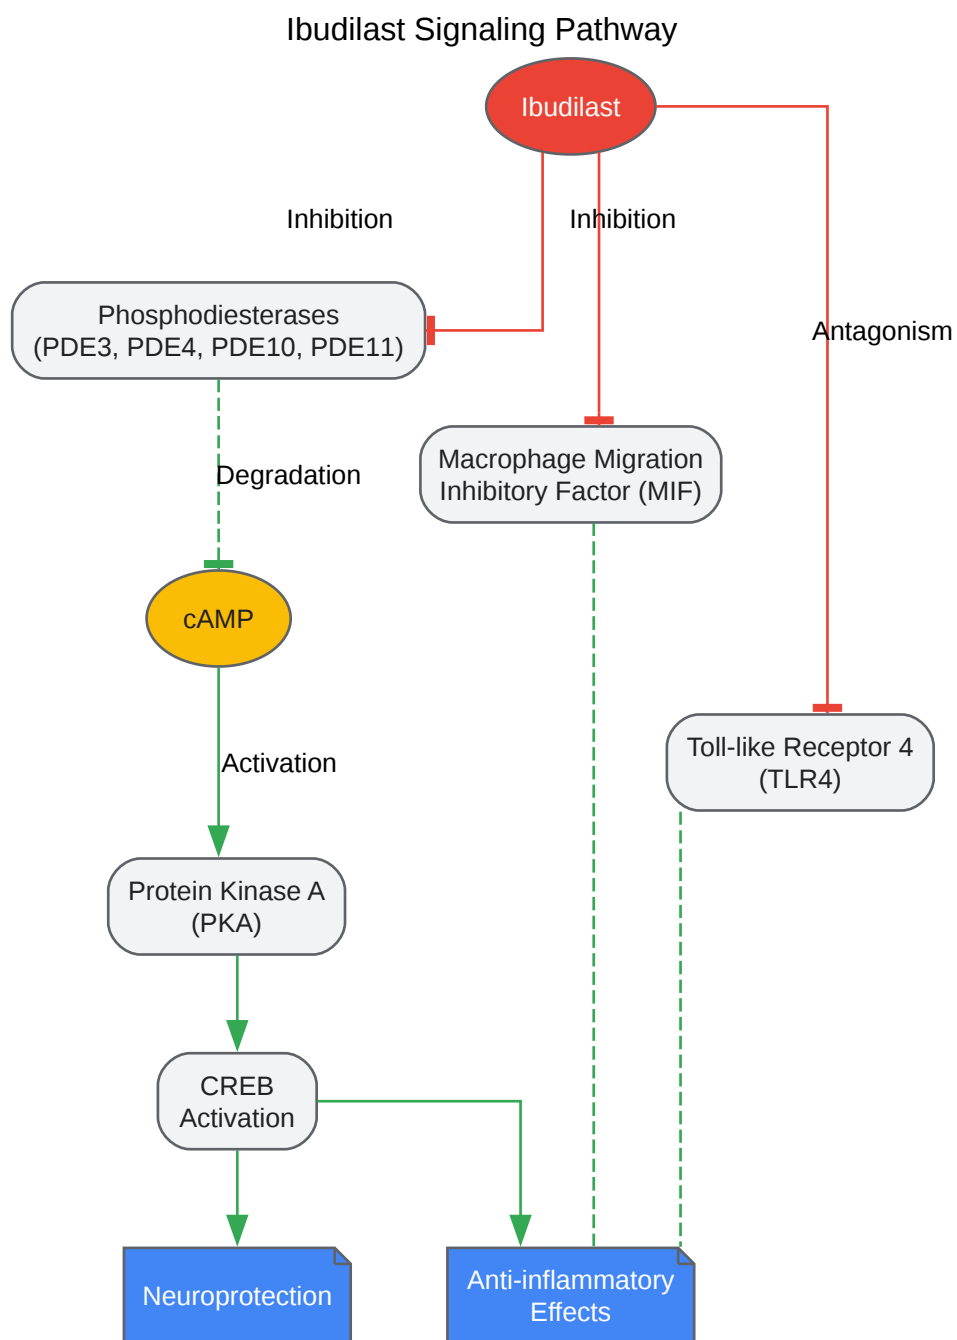 Ibudilast Signaling Pathway
Ibudilast
Inhibition
Inhibition
Phosphodiesterases
(PDE3, PDE4, PDE10, PDE11)
Antagonism
Macrophage Migration
Inhibitory Factor (MIF)
Degradation
cAMP
Toll-like Receptor 4
(TLR4)
Activation
Protein Kinase A
(PKA)
CREB
Activation
Neuroprotection
Anti-inflammatory
Effects